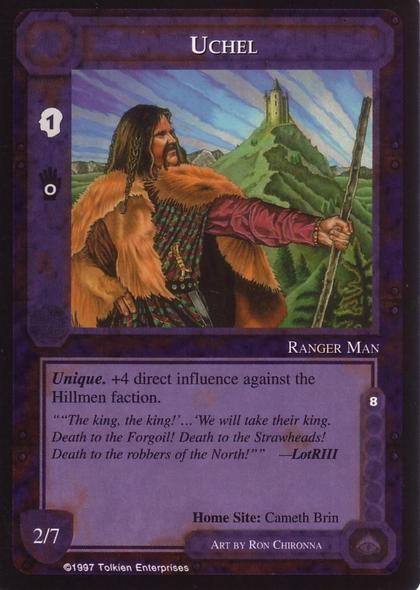 UCHEL
1
0
RANGER MAN
Unique. +4 direct influence against the
Hillmen faction.
8
““The king, the king!’...‘We will take their king.
Death to the Forgoil! Death to the Strawheads!
Death to the robbers of the North!”” —LotRIII
Home Site: Cameth Brin
2/7
ART BY RON CHIRONNA
©1997 Tolkien Enterprises